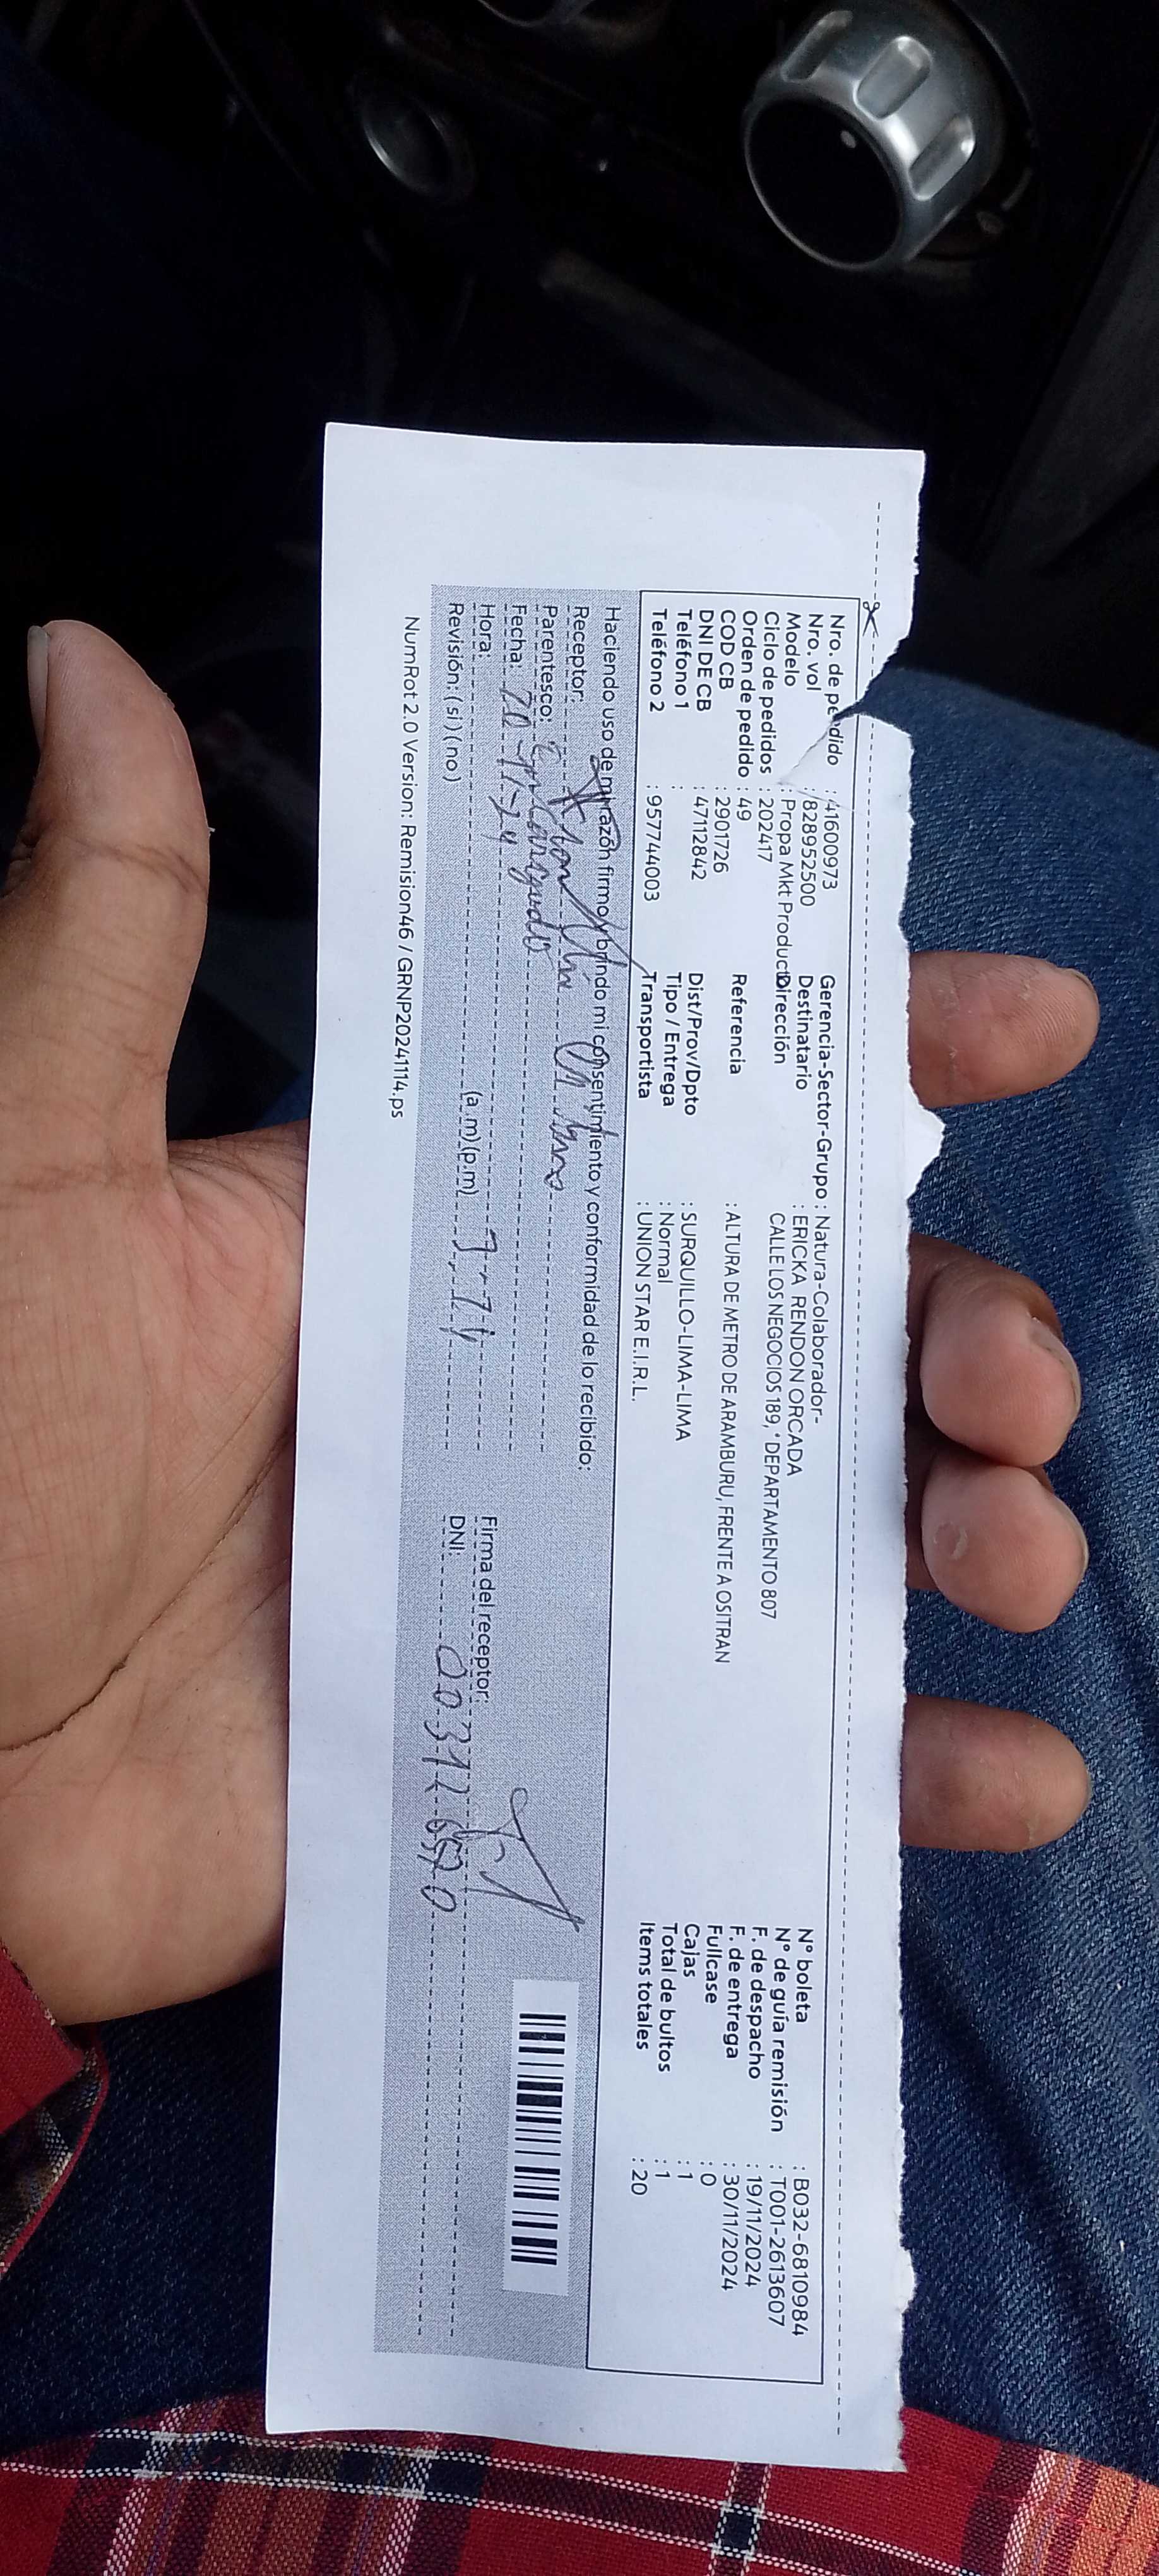 Nro. de pedido : 41600973
Nro. vol : 828952500
Modelo : Propa Mkt Product
Ciclo de pedidos : 202417
Orden de pedido : 49
COD CB : 2901726
DNI DE CB : 47112842
Teléfono 1 :
Teléfono 2 : 957744003
Gerencia-Sector-Grupo : Natura-Colaborador-
Destinatario : ERICKA RENDON ORCADA
Dirección CALLE LOS NEGOCIOS 189, *DEPARTAMENTO 807
Referencia : ALTURA DE METRO DE ARAMBURU, FRENTE A OSITRAN
Dist/Prov/Dpto : SURQUILLO-LIMA-LIMA
Tipo / Entrega : Normal
Transportista : UNION STAR E.I.R.L.
N° boleta : B032-6810984
N° de guía remisión : T001-2613607
F. de despacho : 19/11/2024
F. de entrega : 30/11/2024
Fullcase : 0
Cajas : 1
Total de bultos : 1
Items totales : 20
Haciendo uso de mi razón firmo y brindo mi consentimiento y conformidad de lo recibido:
Receptor:
Parentesco: Encargado
Fecha: 20-11-24
Hora: (a.m)(p.m)
Revisión: (si) (no)
Firma del receptor:
DNI:
NumRot 2.0 Version: Remision46 / GRNP20241114.ps